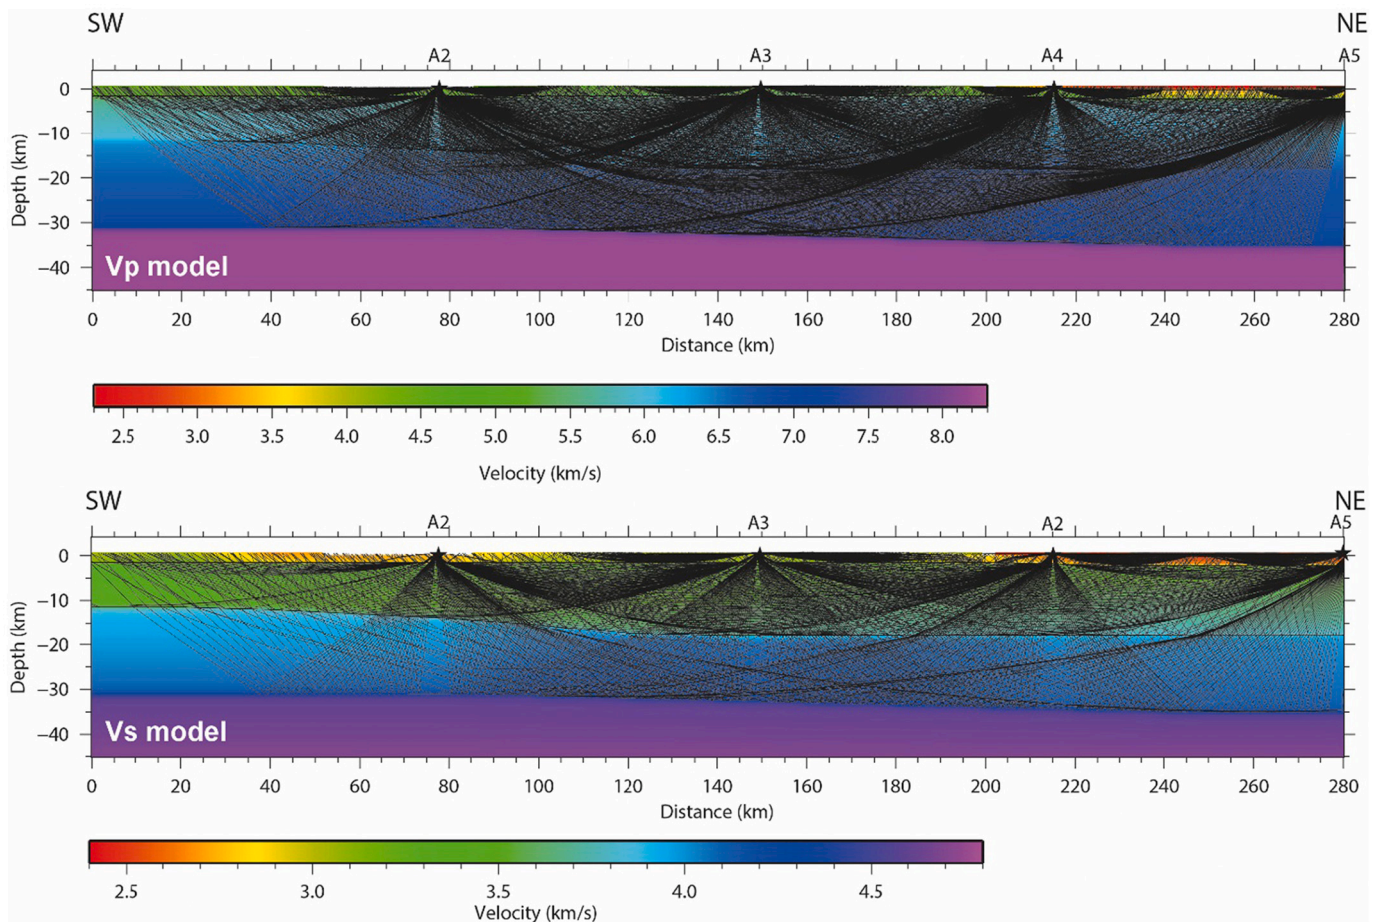 SW NE
A2 A3 A4 A5
0
−10
−20
−30
−40
Depth (km)
Vp model
0 20 40 60 80 100 120 140 160 180 200 220 240 260 280
Distance (km)
2.5 3.0 3.5 4.0 4.5 5.0 5.5 6.0 6.5 7.0 7.5 8.0
Velocity (km/s)
SW NE
A2 A3 A2 A5
0
−10
−20
−30
−40
Depth (km)
Vs model
0 20 40 60 80 100 120 140 160 180 200 220 240 260 280
Distance (km)
2.5 3.0 3.5 4.0 4.5
Velocity (km/s)